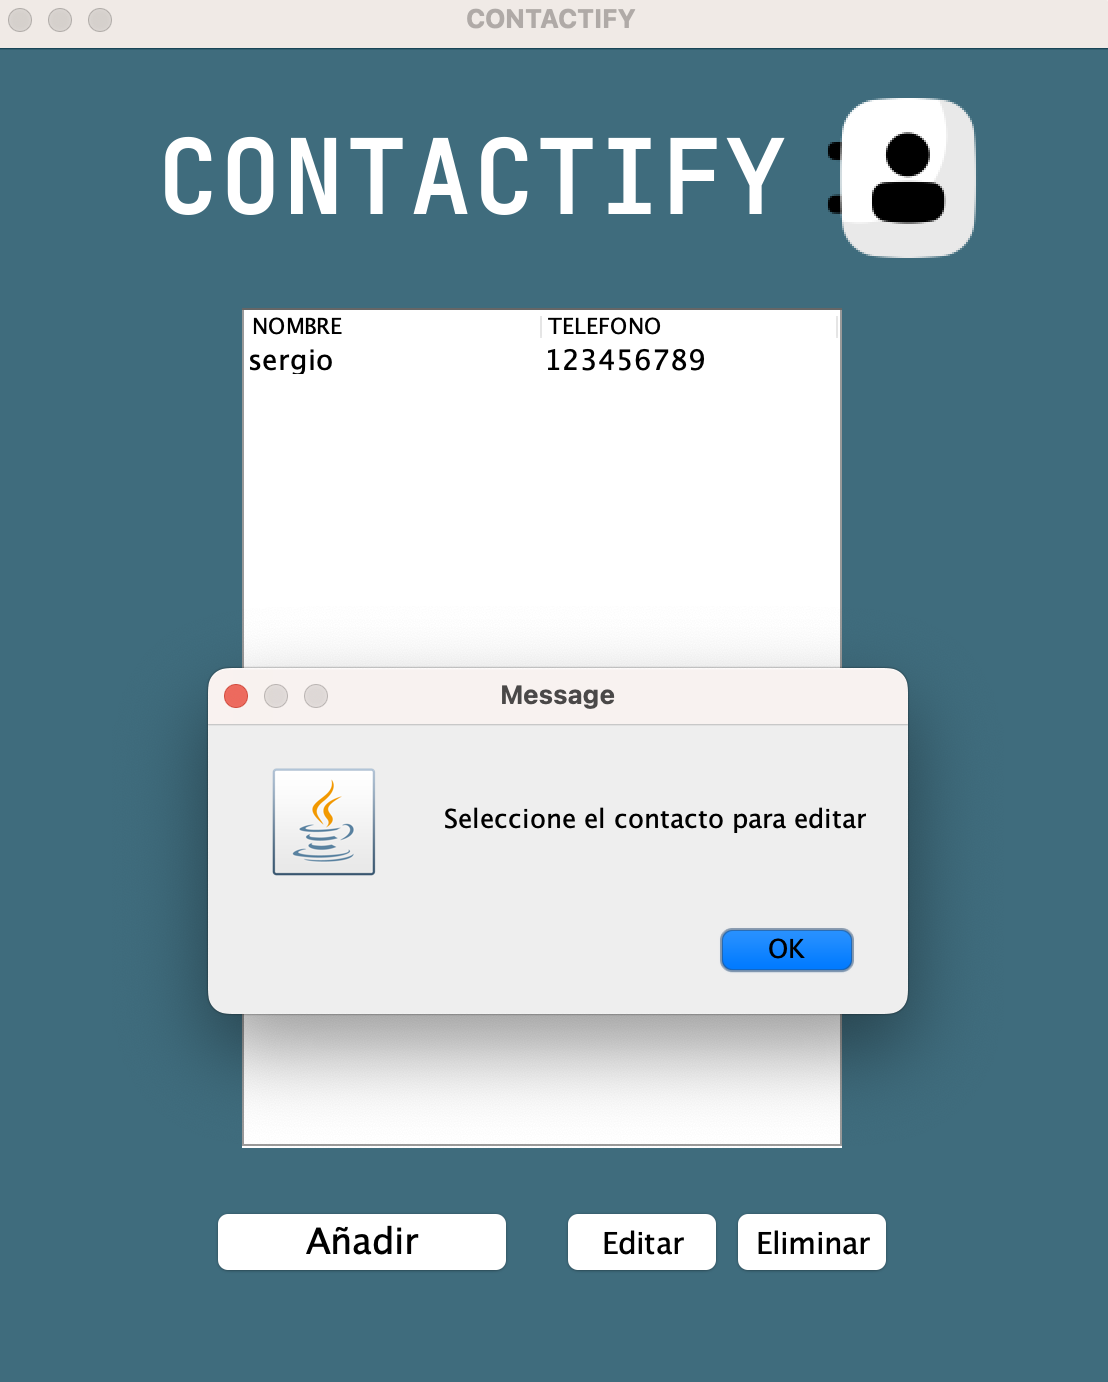 CONTACTIFY
CONTACTIFY
NOMBRE TELEFONO
sergio 123456789
Message
Seleccione el contacto para editar
OK
Añadir Editar Eliminar